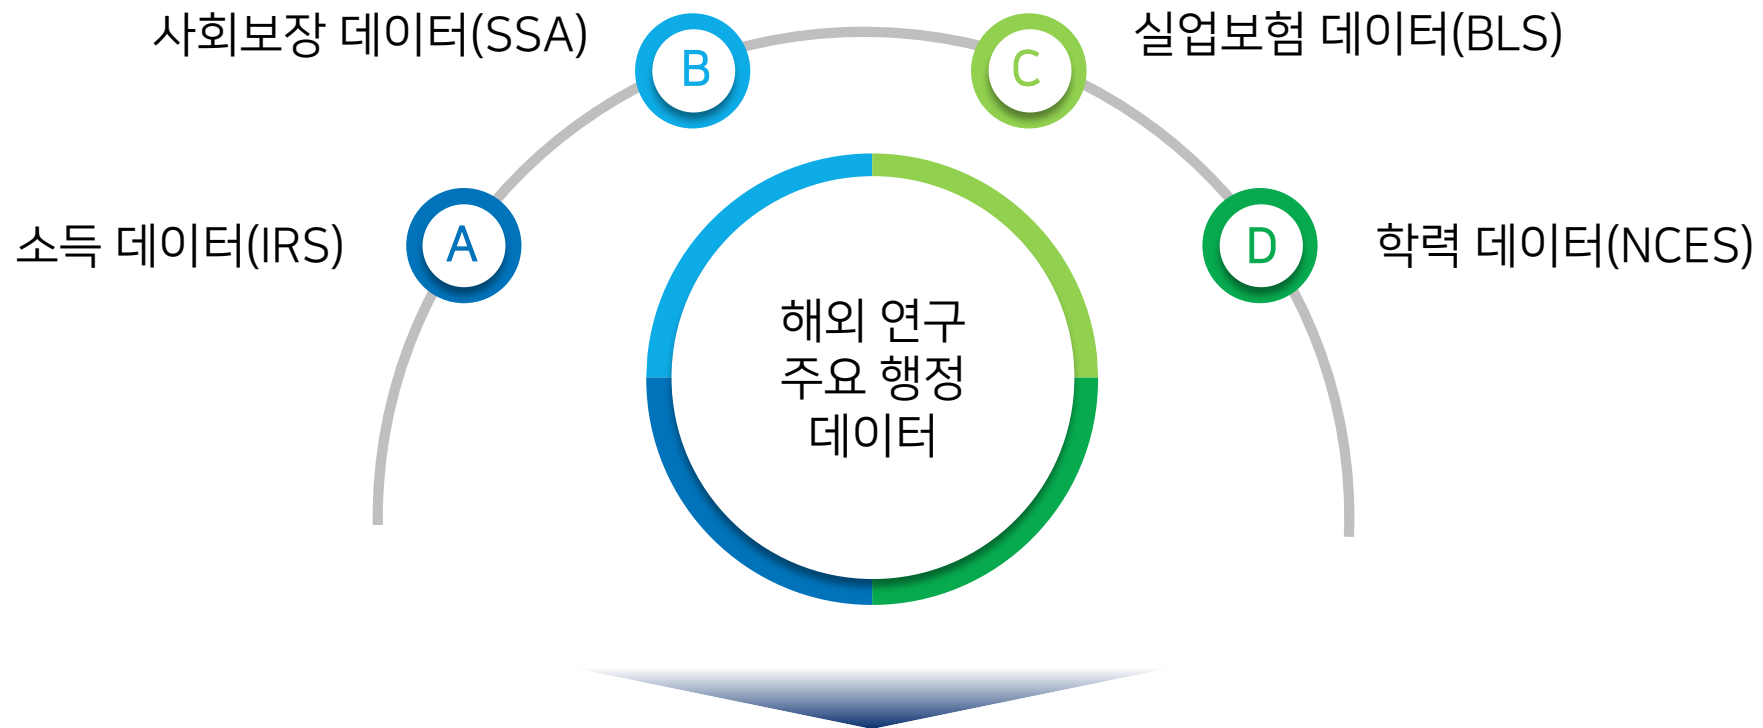 사회보장 데이터(SSA)
B
C
실업보험 데이터(BLS)
소득 데이터(IRS)
A
D
학력 데이터(NCES)
해외 연구
주요 행정
데이터